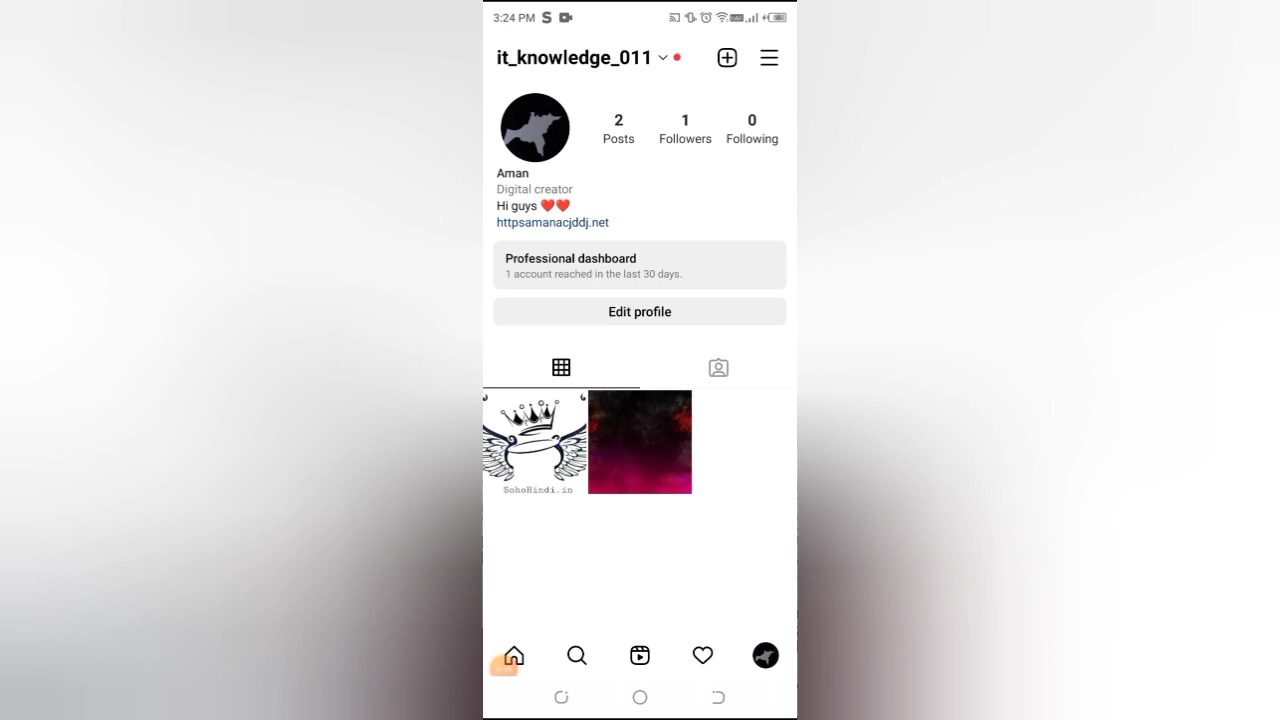 3:24 PM
it_knowledge_011
2 1 0
Posts Followers Following
Aman
Digital creator
Hi guys ❤️❤️
httpsamanacjddj.net
Professional dashboard
1 account reached in the last 30 days.
Edit profile
SohoHindi.in